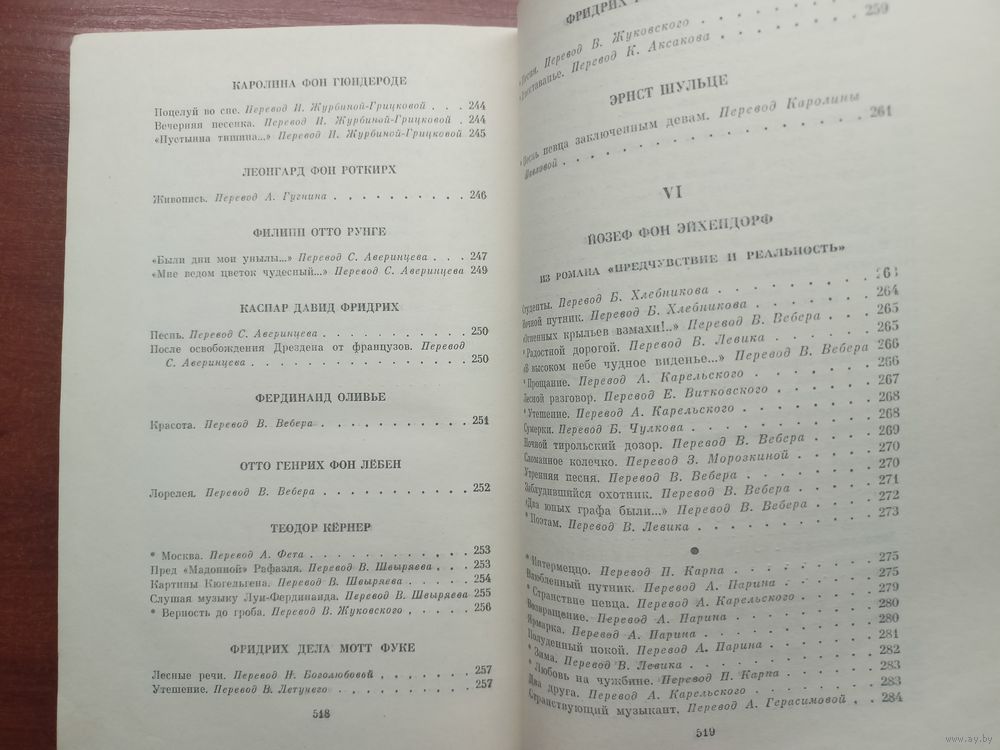 КАРОЛИНА ФОН ГЮНДЕРОДЕ
Поцелуй во сне. Перевод И. Журбиной-Грицковой . . . 244
Вечерняя песенка. Перевод И. Журбиной-Грицковой . . 244
«Пустынна тишина...» Перевод И. Журбиной-Грицковой 245
ЛЕОНГАРД ФОН РОТКИРХ
Живопись. Перевод А. Гугнина . . . . . . . . . . 246
ФИЛИПП ОТТО РУНГЕ
«Были дни мои унылы...» Перевод С. Аверинцева . . . 247
«Мне ведом цветок чудесный...» Перевод С. Аверинцева 249
КАСПАР ДАВИД ФРИДРИХ
Песнь. Перевод С. Аверинцева . . . . . . . . . . . 250
После освобождения Дрездена от французов. Перевод
С. Аверинцева . . . . . . . . . . . . . . . . 250
ФЕРДИНАНД ОЛИВЬЕ
Красота. Перевод В. Вебера . . . . . . . . . . . 251
ОТТО ГЕНРИХ ФОН ЛЁБЕН
Лорелея. Перевод В. Вебера . . . . . . . . . . . 252
ТЕОДОР КЁРНЕР
* Москва. Перевод А. Фета . . . . . . . . . . . . 253
Пред «Мадонной» Рафаэля. Перевод В. Швыряева . . . 253
Картины Кюгельгена. Перевод В. Швыряева . . . . . 254
Слушая музыку Луи-Фердинанда. Перевод В. Швыряева 255
* Верность до гроба. Перевод В. Жуковского . . . . . 256
ФРИДРИХ ДЕЛА МОТТ ФУКЕ
Лесные речи. Перевод Н. Боголюбовой . . . . . . . 257
Утешение. Перевод В. Летучего . . . . . . . . . . 257
518
ФРИДРИХ
Песня. Перевод В. Жуковского . . . . .
Перевод К. Аксакова . . . . . . 259
ЭРНСТ ШУЛЬЦЕ
* Песнь певца заключенным девам. Перевод Каролины
Павловой . . . . . . . . . . . . . . . . . 261
VI
ЙОЗЕФ ФОН ЭЙХЕНДОРФ
ИЗ РОМАНА «ПРЕДЧУВСТВИЕ И РЕАЛЬНОСТЬ»
Студенты. Перевод Б. Хлебникова . . . . . . . . 263
Ночной путник. Перевод Б. Хлебникова . . . . . . 264
«Огненных крыльев взмахи!..» Перевод В. Вебера . . . 265
* Радостной дорогой. Перевод В. Левика . . . . . . 265
«В высоком небе чудное виденье...» Перевод В. Вебера 266
* Прощание. Перевод А. Карельского . . . . . . . 266
Лесной разговор. Перевод Е. Витковского . . . . . . 267
* Утешение. Перевод А. Карельского . . . . . . . 268
Сумерки. Перевод Б. Чулкова . . . . . . . . . . 268
Ночной тирольский дозор. Перевод В. Вебера . . . . 269
Сломанное колечко. Перевод З. Морозкиной . . . . . 270
Утренняя песня. Перевод В. Вебера . . . . . . . 270
Заблудившийся охотник. Перевод В. Вебера . . . . . 271
«Два юных графа были...» Перевод В. Вебера . . . . 272
* Поэтам. Перевод В. Левика . . . . . . . . . . 273
* Интермеццо. Перевод П. Карпа . . . . . . . . . 275
Влюбленный путник. Перевод А. Парина . . . . . . 275
* Странствие певца. Перевод А. Карельского . . . . . 279
Возвращение. Перевод А. Парина . . . . . . . . 280
Ярмарка. Перевод А. Парина . . . . . . . . . . 280
Полуденный покой. Перевод А. Парина . . . . . . 281
* Зима. Перевод В. Левика . . . . . . . . . . . 282
* Любовь на чужбине. Перевод П. Карпа . . . . . . 283
Два друга. Перевод А. Карельского . . . . . . . 283
Странствующий музыкант. Перевод А. Герасимовой . . . 284
519
www.ay.by